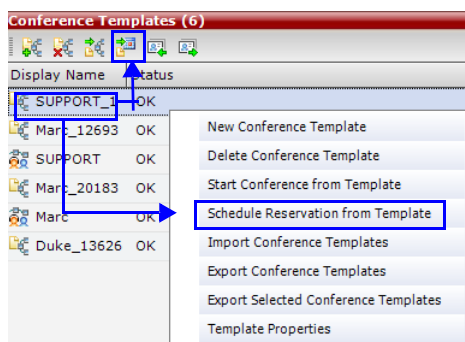 Conference Templates (6)
Display Name Status
SUPPORT_1 OK
Marc_12693 OK
SUPPORT OK
Marc_20183 OK
Marc OK
Duke_13626 OK
New Conference Template
Delete Conference Template
Start Conference from Template
Schedule Reservation from Template
Import Conference Templates
Export Conference Templates
Export Selected Conference Templates
Template Properties